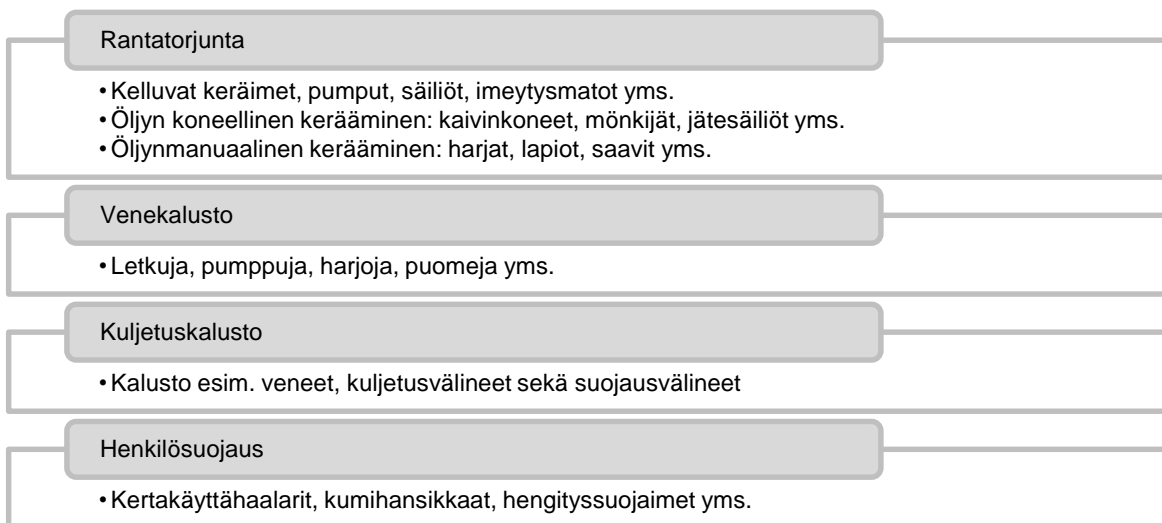 Rantatorjunta
• Kelluvat keräimet, pumput, säiliöt, imeytysmatot yms.
• Öljyn koneellinen kerääminen: kaivinkoneet, mönkijät, jätesäiliöt yms.
• Öljynmanuaalinen kerääminen: harjat, lapiot, saavit yms.
Venekalusto
• Letkuja, pumppuja, harjoja, puomeja yms.
Kuljetuskalusto
• Kalusto esim. veneet, kuljetusvälineet sekä suojausvälineet
Henkilösuojaus
• Kertakäyttähaalarit, kumihansikkaat, hengityssuojaimet yms.